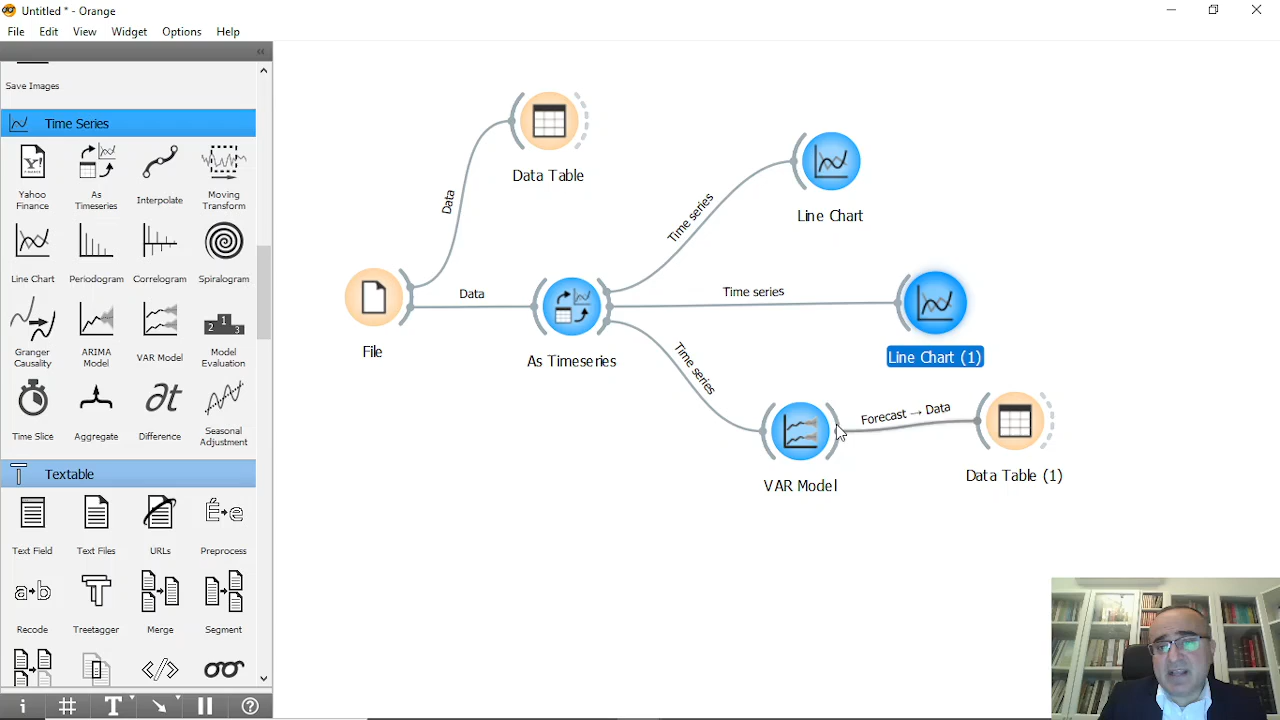 Untitled * - Orange
File Edit View Widget Options Help
Save Images
Time Series
Yahoo Finance
As Timeseries
Interpolate
Moving Transform
Line Chart
Periodogram
Correlogram
Spiralogram
Granger Causality
ARIMA Model
VAR Model
Model Evaluation
Time Slice
Aggregate
Difference
Seasonal Adjustment
Textable
Text Field
Text Files
URLs
Preprocess
Recode
Treetagger
Merge
Segment
Data Table
Data
Data
File
As Timeseries
Time series
Line Chart
Time series
Line Chart (1)
Time series
VAR Model
Forecast → Data
Data Table (1)